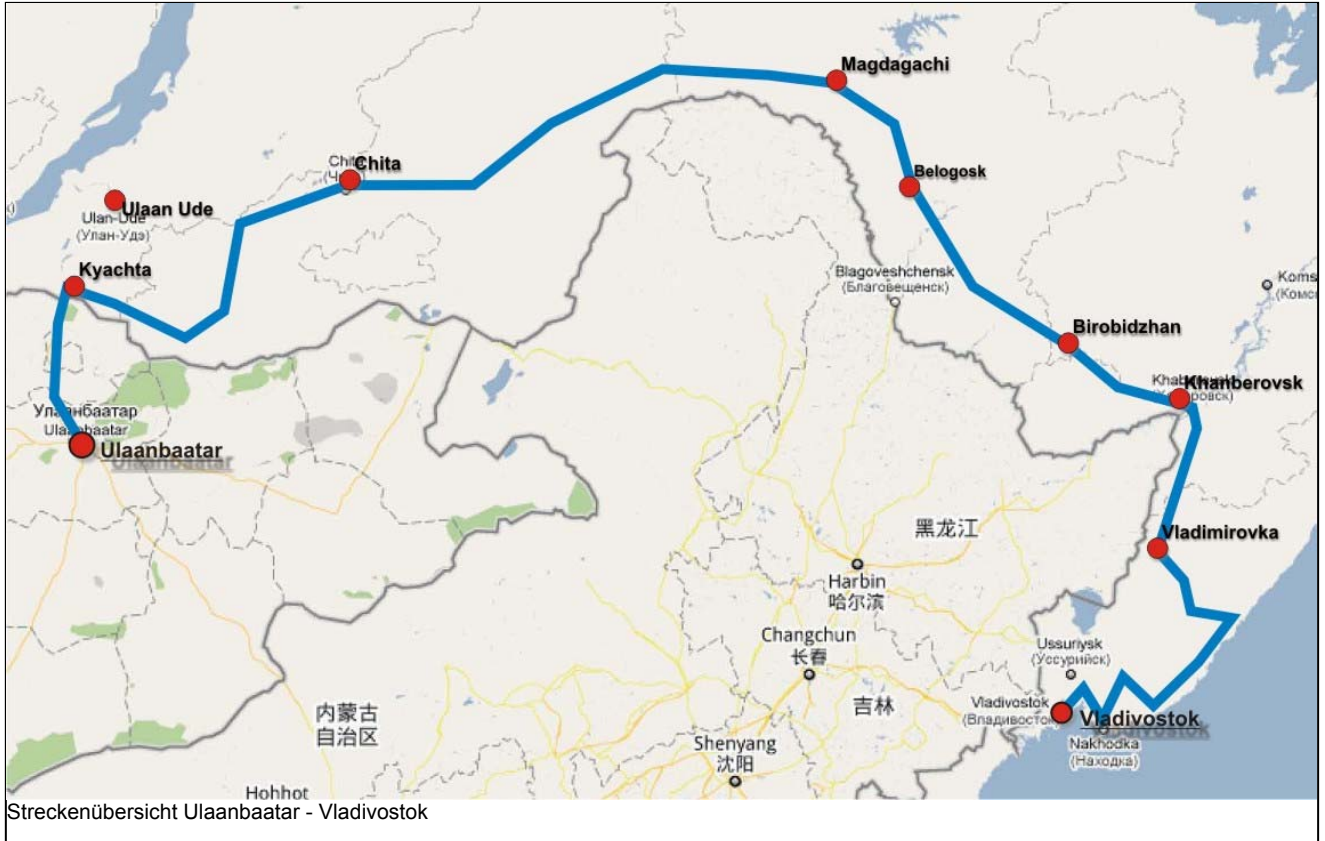 Magdagachi
Chita
Belogosk
Ulaan Ude
Ulan-Ude
(Улан-Удэ)
Kyachta
Blagoveshchensk
(Благовещенск)
Koms
(Комс
Birobidzhan
Khanberovsk
Улаанбаатар
Ulaanbaatar
Ulaanbaatar
黑龙江
Vladimirovka
Harbin
哈尔滨
Changchun
长春
Ussuriysk
(Уссурийск)
吉林
Vladivostok
(Владивосток
Vladivostok
内蒙古
自治区
Nakhodka
(Находка)
Shenyang
沈阳
Hohhot
Streckenübersicht Ulaanbaatar - Vladivostok